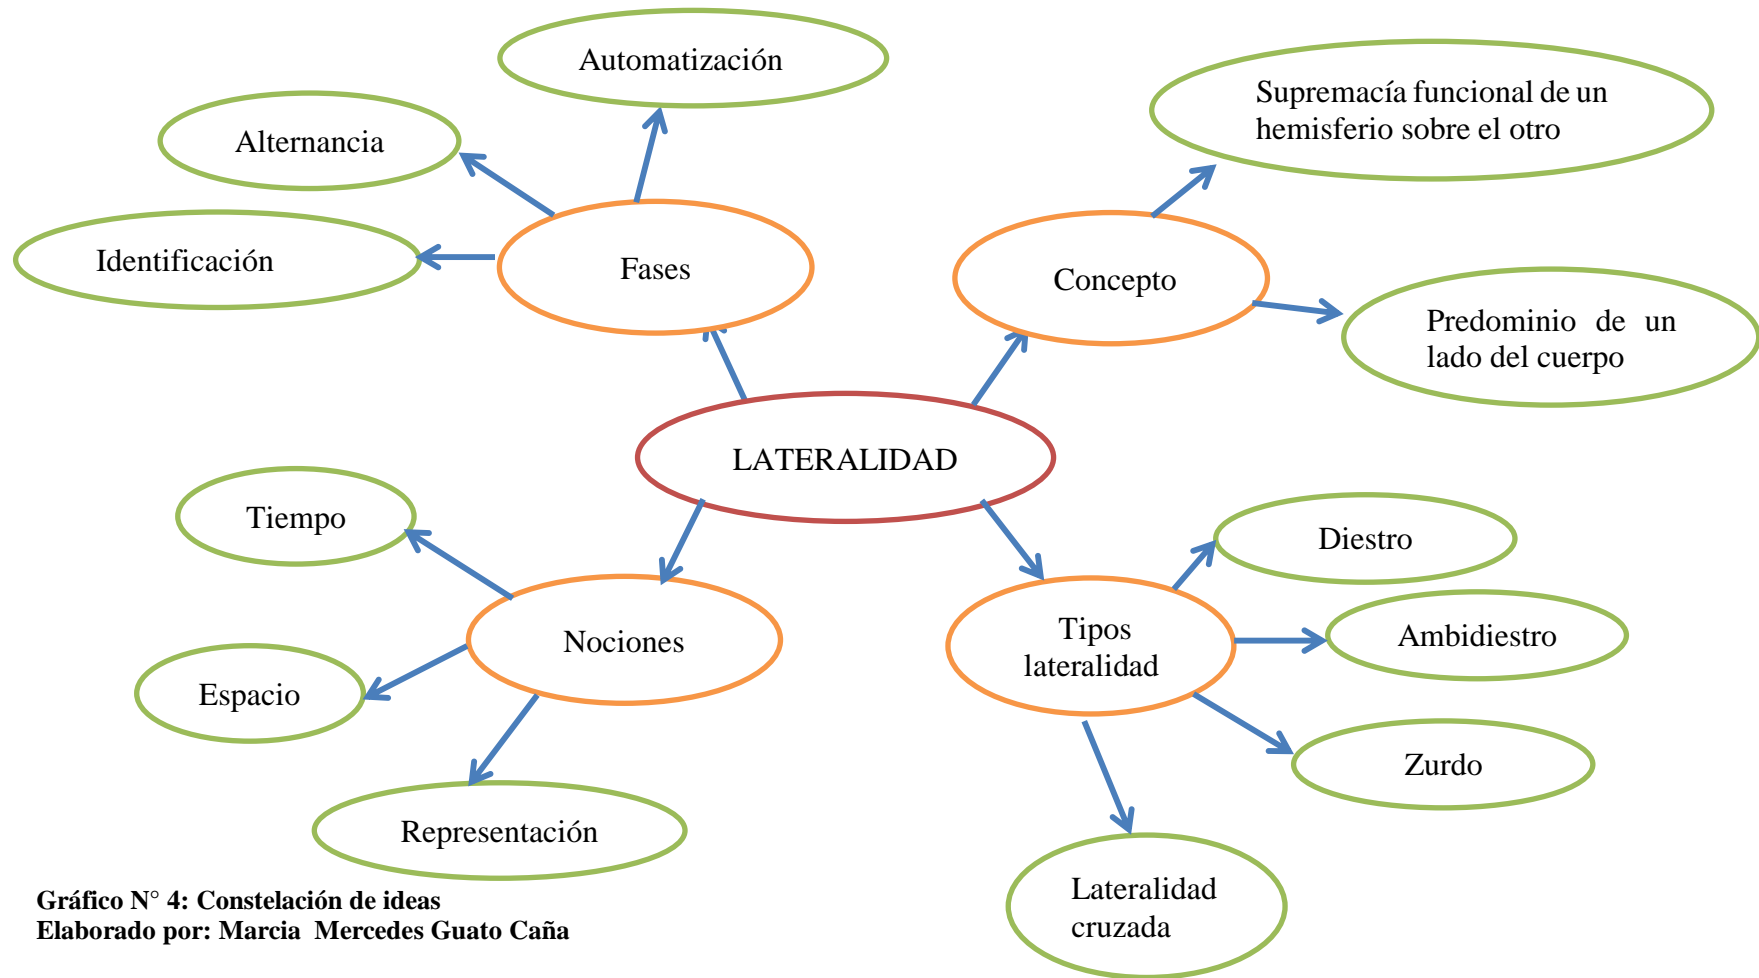 Automatización
Alternancia
Identificación
Fases
Supremacía funcional de un
hemisferio sobre el otro
Concepto
Predominio de un
lado del cuerpo
LATERALIDAD
Tiempo
Espacio
Nociones
Representación
Tipos
lateralidad
Diestro
Ambidiestro
Zurdo
Lateralidad
cruzada
Gráfico N° 4: Constelación de ideas
Elaborado por: Marcia Mercedes Guato Caña